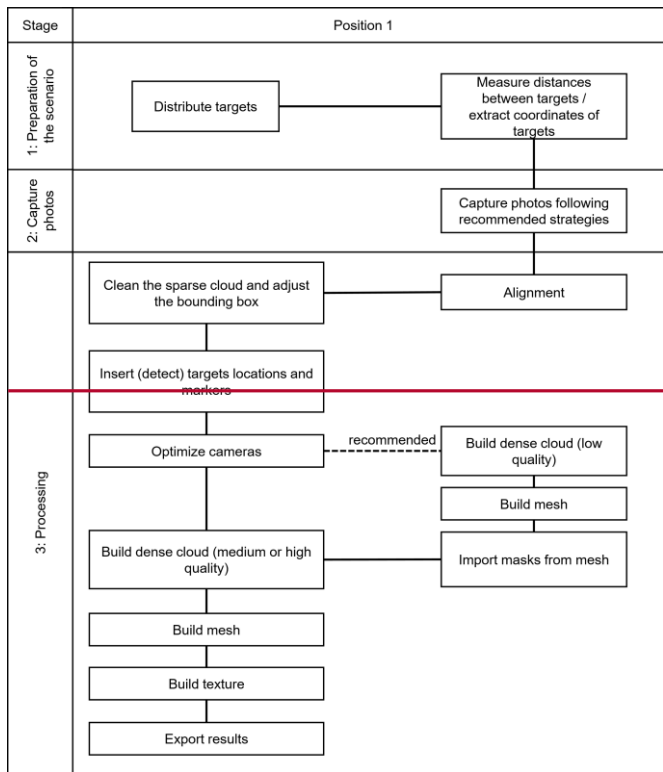 Stage
Position 1
1: Preparation of
the scenario
Distribute targets
Measure distances
between targets /
extract coordinates of
targets
2: Capture
photos
Capture photos following
recommended strategies
3: Processing
Clean the sparse cloud and adjust
the bounding box
Alignment
Insert (detect) targets locations and
markers
Optimize cameras
recommended
Build dense cloud (low
quality)
Build mesh
Build dense cloud (medium or high
quality)
Import masks from mesh
Build mesh
Build texture
Export results